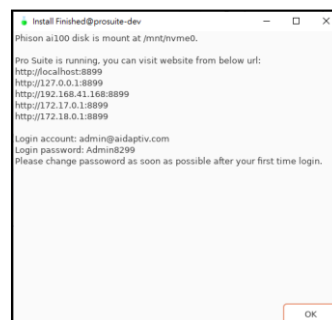 Install Finished@prosuite-dev
Phison ai100 disk is mount at /mnt/nvme0.
Pro Suite is running, you can visit website from below url:
http://localhost:8899
http://127.0.0.1:8899
http://192.168.41.168:8899
http://172.17.0.1:8899
http://172.18.0.1:8899
Login account: admin@aidaptiv.com
Login password: Admin8299
Please change passoword as soon as possible after your first time login.
OK